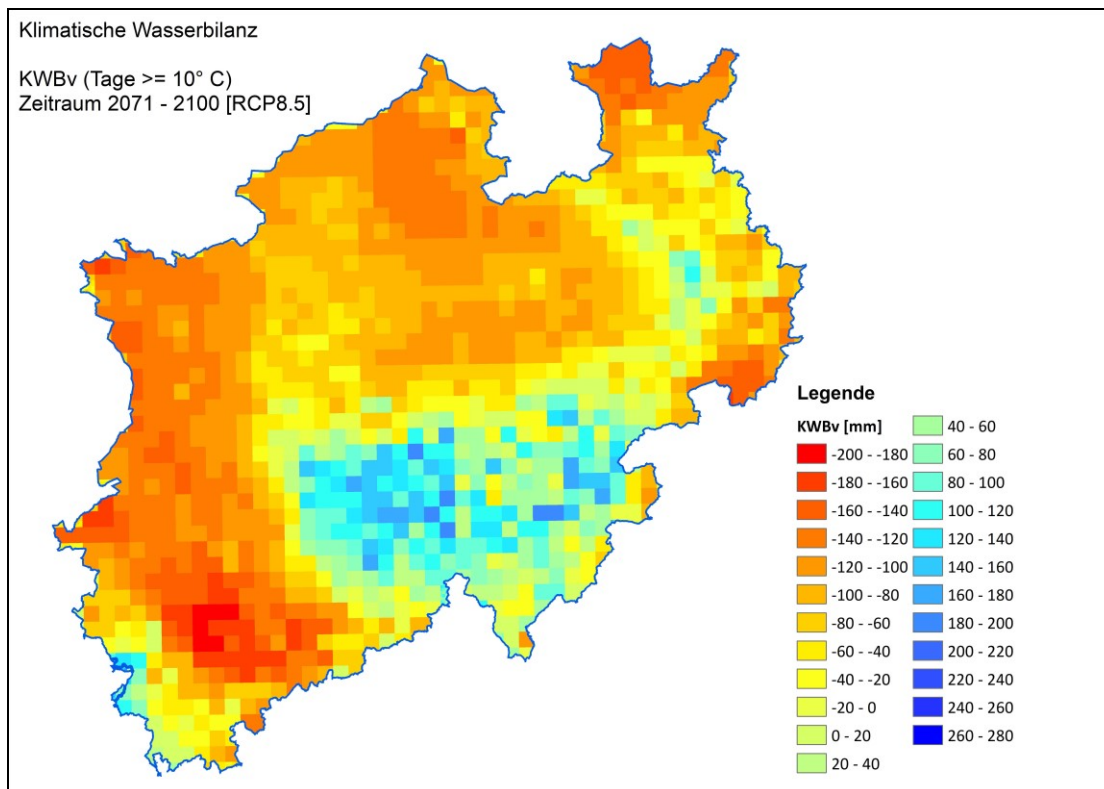 Klimatische Wasserbilanz
KWBv (Tage >= 10° C)
Zeitraum 2071 - 2100 [RCP8.5]
Legende
KWBv [mm]
-200 - -180
-180 - -160
-160 - -140
-140 - -120
-120 - -100
-100 - -80
-80 - -60
-60 - -40
-40 - -20
-20 - 0
0 - 20
20 - 40
40 - 60
60 - 80
80 - 100
100 - 120
120 - 140
140 - 160
160 - 180
180 - 200
200 - 220
220 - 240
240 - 260
260 - 280